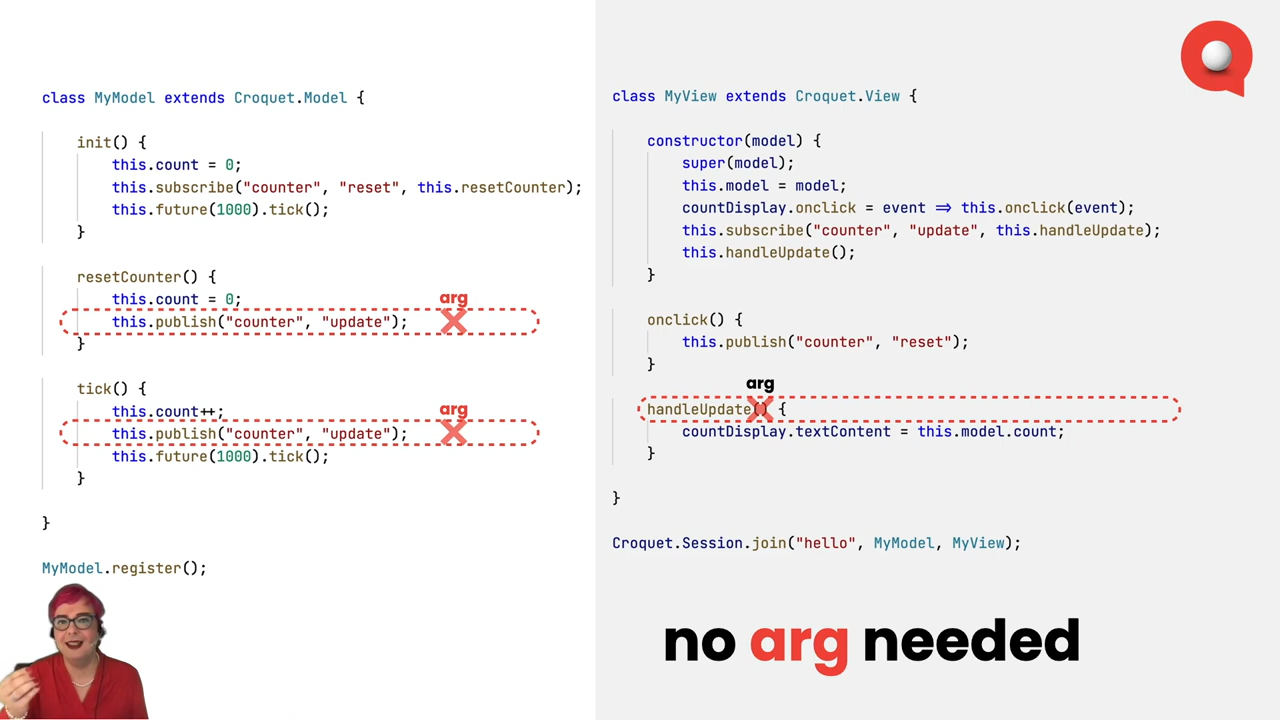 class MyModel extends Croquet.Model {
init() {
this.count = 0;
this.subscribe("counter", "reset", this.resetCounter);
this.future(1000).tick();
}
resetCounter() {
this.count = 0;
arg
this.publish("counter", "update");
}
tick() {
this.count++;
arg
this.publish("counter", "update");
this.future(1000).tick();
}
}
MyModel.register();
class MyView extends Croquet.View {
constructor(model) {
super(model);
this.model = model;
countDisplay.onclick = event => this.onclick(event);
this.subscribe("counter", "update", this.handleUpdate);
this.handleUpdate();
}
onclick() {
this.publish("counter", "reset");
}
arg
handleUpdate() {
countDisplay.textContent = this.model.count;
}
}
Croquet.Session.join("hello", MyModel, MyView);
no arg needed